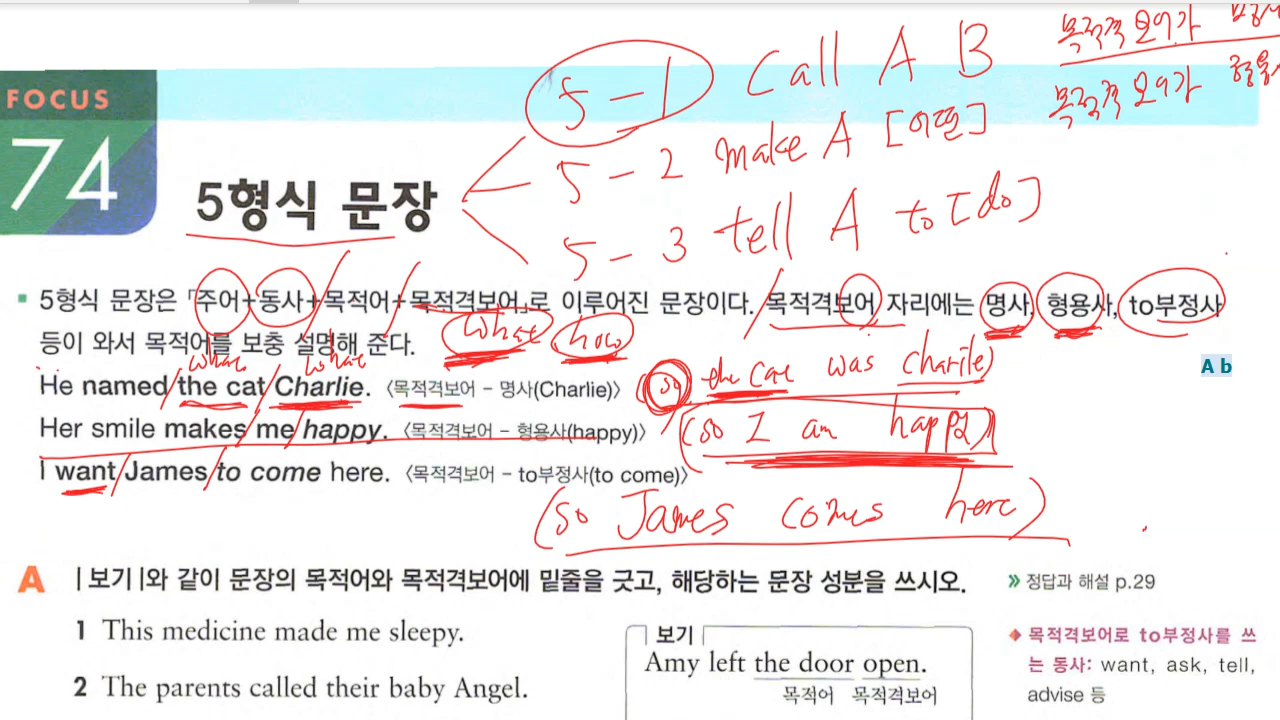 5 - 1 Call A B 목적격 보어가
FOCUS
74
5 - 2 make A [어떤] 목적격 보어가
5형식 문장
5 - 3 tell A to [do]
5형식 문장은 「주어+동사+목적어+목적격보어」로 이루어진 문장이다. 목적격보어 자리에는 명사, 형용사, to부정사
등이 와서 목적어를 보충 설명해 준다. what how
what what
He named the cat Charlie. 〈목적격보어 – 명사(Charlie)〉 (so the cat was charile)
Her smile makes me happy. 〈목적격보어 – 형용사(happy)〉 (so I am happy)
I want James to come here. 〈목적격보어 – to부정사(to come)〉
(so James comes here)
A b
A |보기|와 같이 문장의 목적어와 목적격보어에 밑줄을 긋고, 해당하는 문장 성분을 쓰시오.
» 정답과 해설 p.29
1 This medicine made me sleepy.
2 The parents called their baby Angel.
보기
Amy left the door open.
목적어 목적격보어
목적격보어로 to부정사를 쓰
는 동사: want, ask, tell,
advise 등